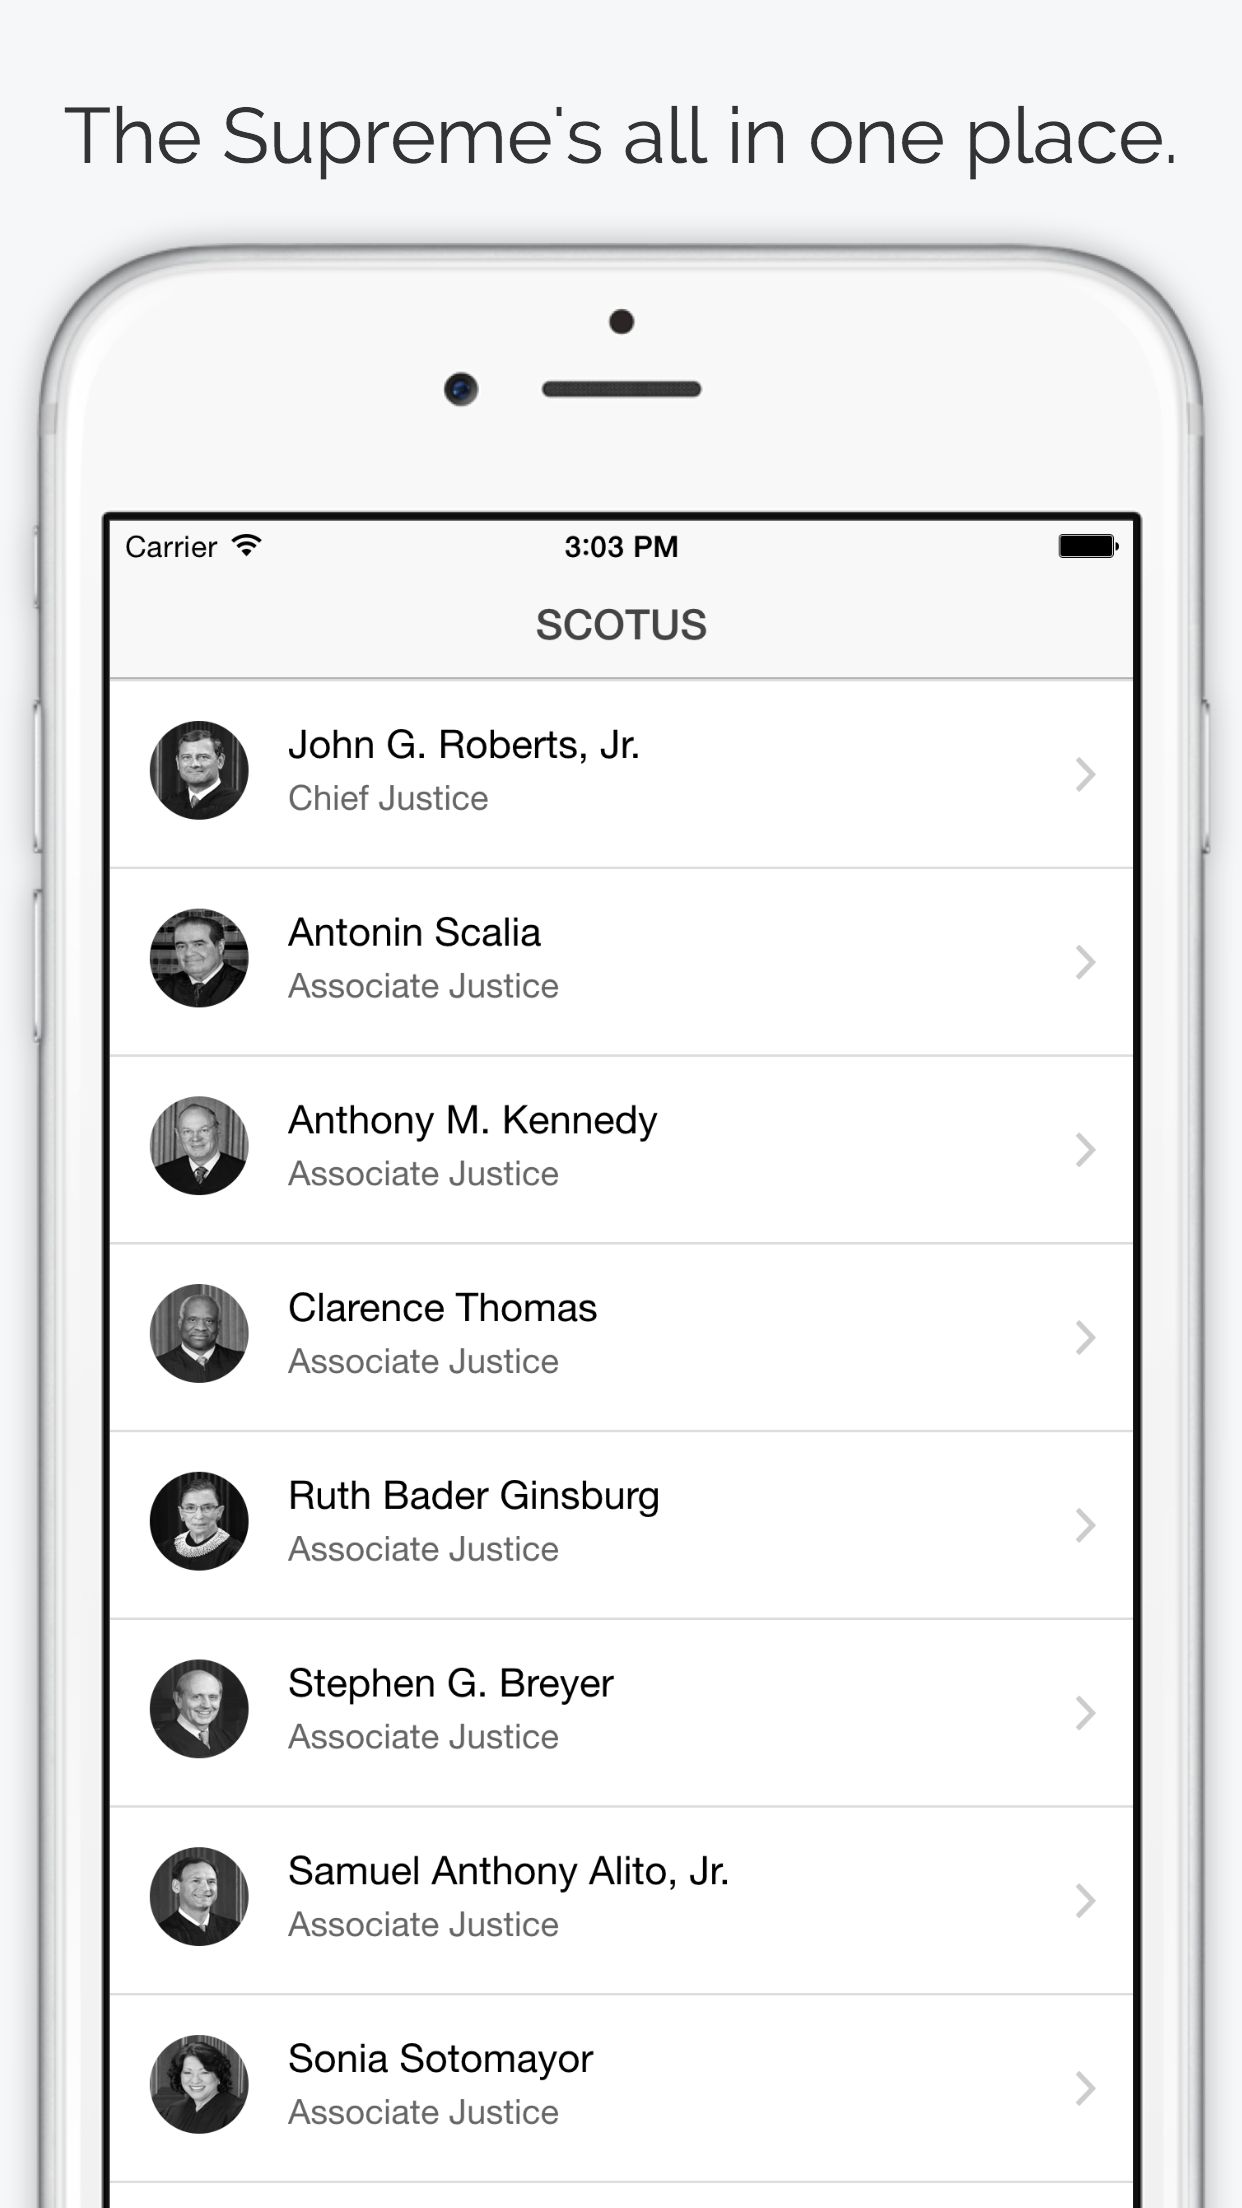 The Supreme's all in one place.
Carrier 3:03 PM
SCOTUS
John G. Roberts, Jr.
Chief Justice
Antonin Scalia
Associate Justice
Anthony M. Kennedy
Associate Justice
Clarence Thomas
Associate Justice
Ruth Bader Ginsburg
Associate Justice
Stephen G. Breyer
Associate Justice
Samuel Anthony Alito, Jr.
Associate Justice
Sonia Sotomayor
Associate Justice